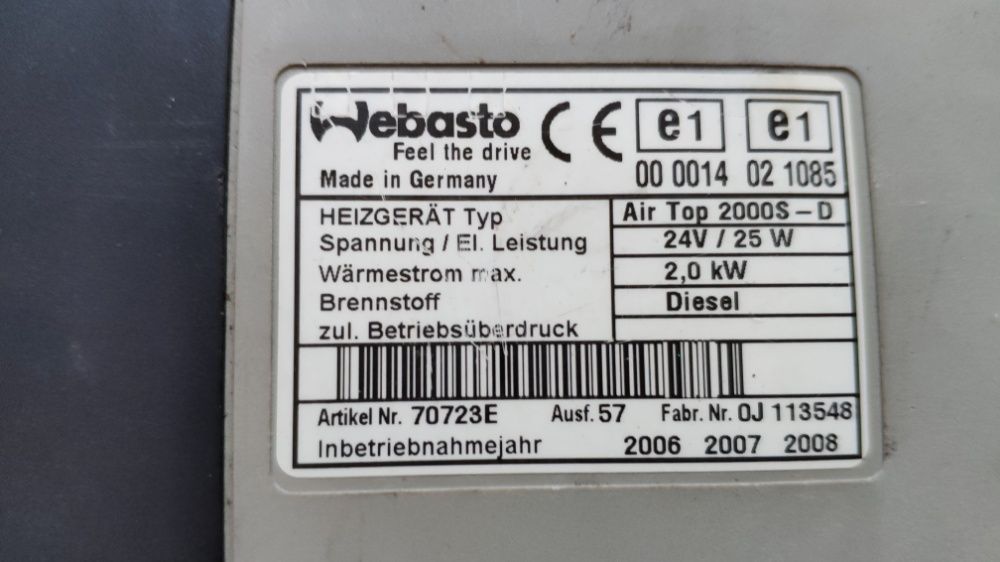 Webasto
Feel the drive
Made in Germany
CE e1 e1
00 0014 02 1085
HEIZGERÄT Typ Air Top 2000S – D
Spannung / El. Leistung 24V / 25 W
Wärmestrom max. 2,0 kW
Brennstoff Diesel
zul. Betriebsüberdruck
Artikel Nr. 70723E Ausf. 57 Fabr. Nr. 0J 113548
Inbetriebnahmejahr 2006 2007 2008